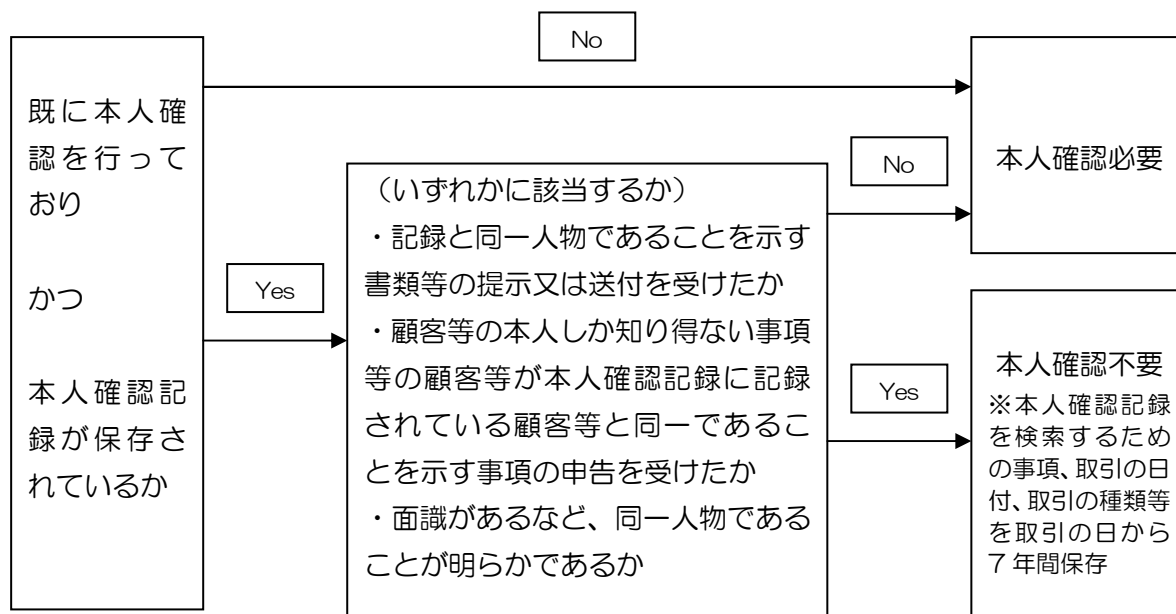 No
既に本人確
認を行って
おり
かつ
本人確認記
録が保存さ
れているか
Yes
（いずれかに該当するか）
・記録と同一人物であることを示す
書類等の提示又は送付を受けたか
・顧客等の本人しか知り得ない事項
等の顧客等が本人確認記録に記録
されている顧客等と同一であるこ
とを示す事項の申告を受けたか
・面識があるなど、同一人物である
ことが明らかであるか
No
本人確認必要
Yes
本人確認不要
※本人確認記録
を検索するため
の事項、取引の日
付、取引の種類等
を取引の日から
７年間保存